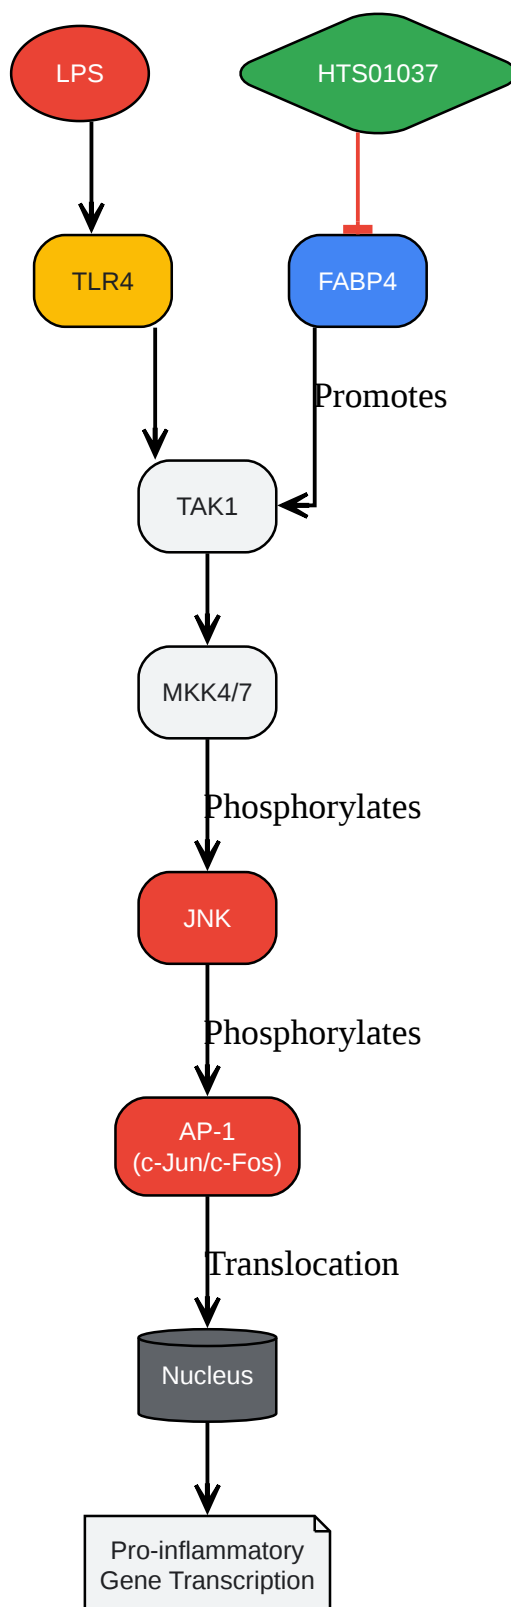 LPS
HTS01037
TLR4
FABP4
Promotes
TAK1
MKK4/7
Phosphorylates
JNK
Phosphorylates
AP-1
(c-Jun/c-Fos)
Translocation
Nucleus
Pro-inflammatory
Gene Transcription